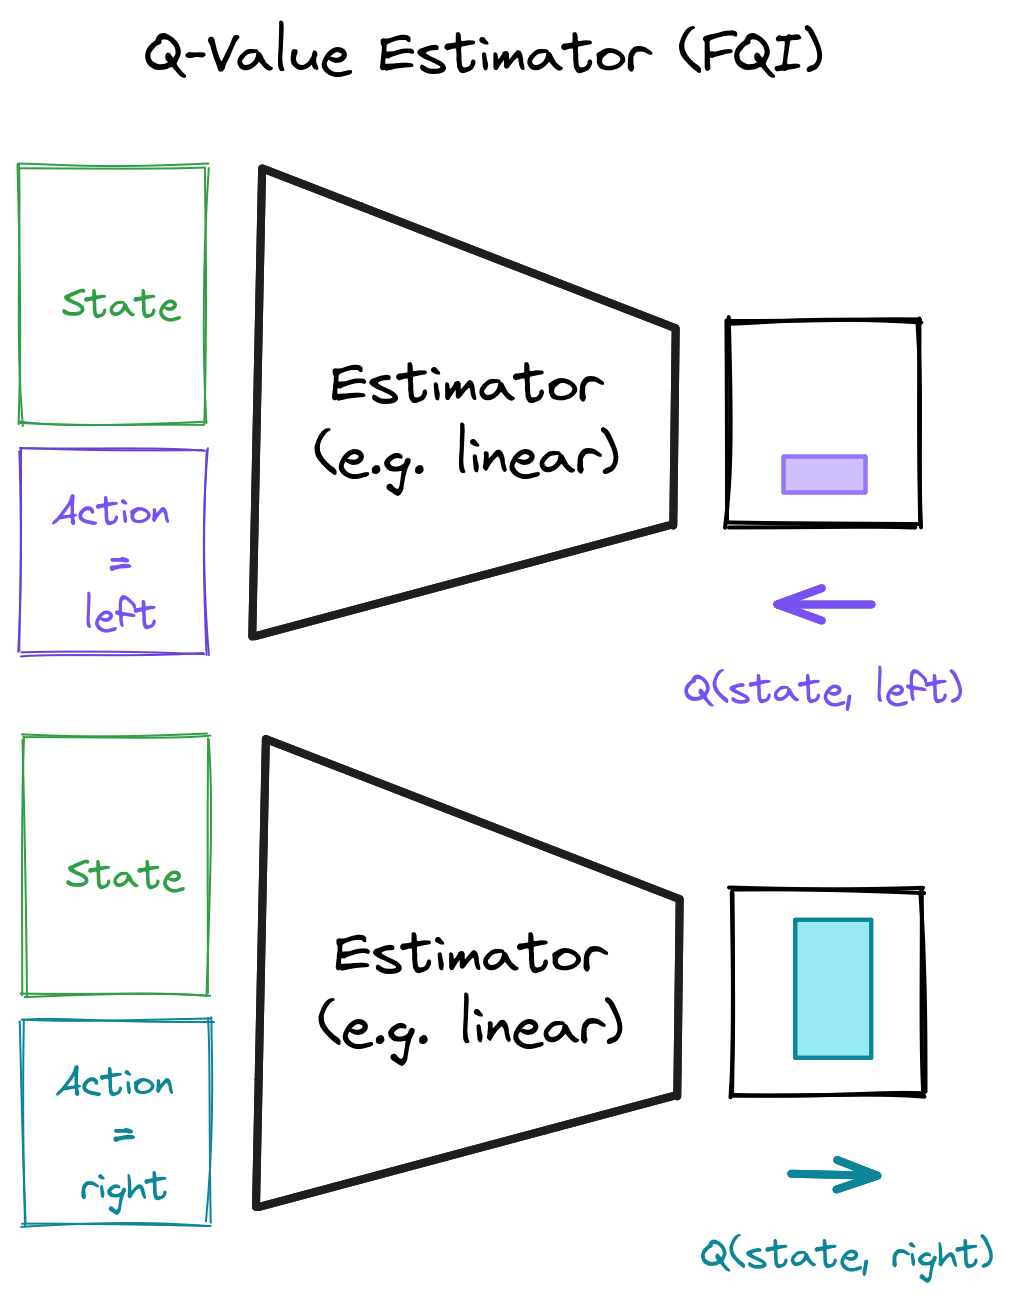 Q-Value Estimator (FQI)
State
Estimator
(e.g. linear)
Action
=
left
Q(state, left)
State
Estimator
(e.g. linear)
Action
=
right
Q(state, right)